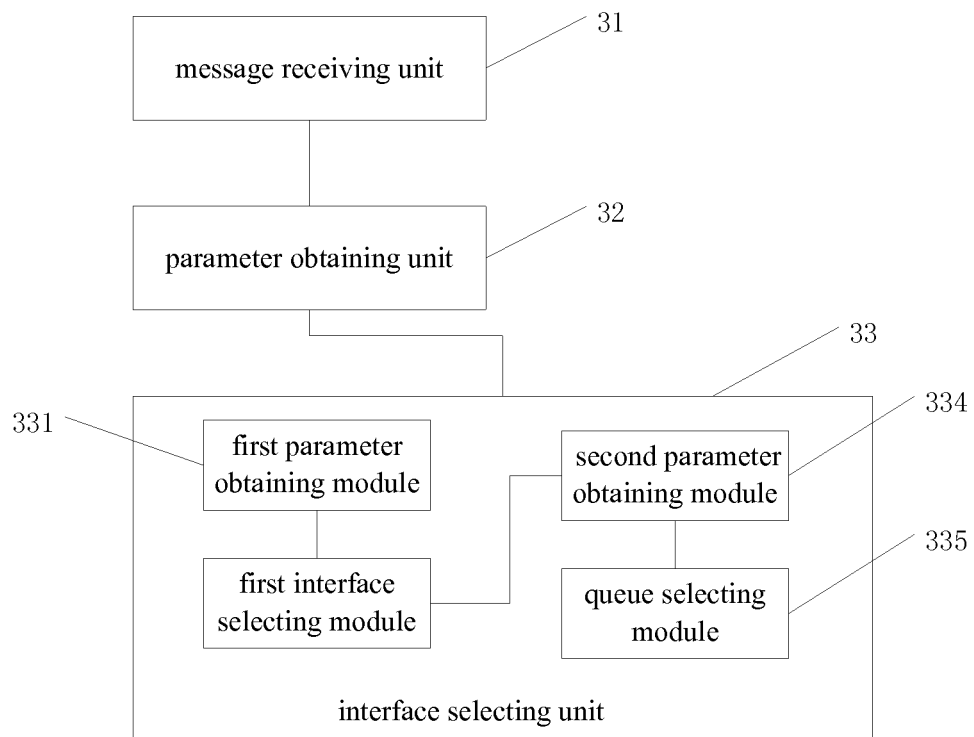 31
message receiving unit
32
parameter obtaining unit
33
331
334
first parameter
obtaining module
second parameter
obtaining module
335
first interface
selecting module
queue selecting
module
interface selecting unit